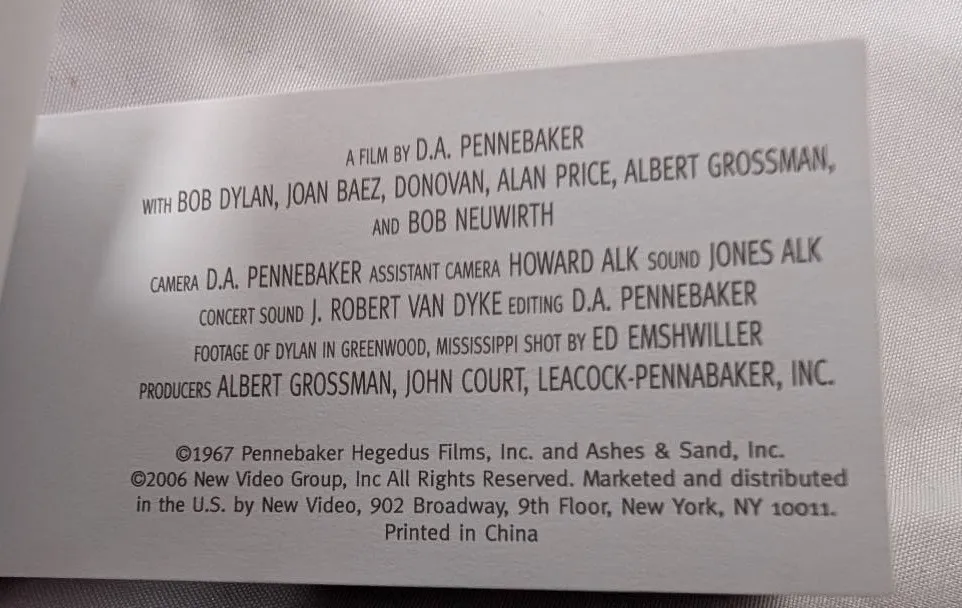 A FILM BY D.A. PENNEBAKER
WITH BOB DYLAN, JOAN BAEZ, DONOVAN, ALAN PRICE, ALBERT GROSSMAN,
AND BOB NEUWIRTH
CAMERA D.A. PENNEBAKER ASSISTANT CAMERA HOWARD ALK SOUND JONES ALK
CONCERT SOUND J. ROBERT VAN DYKE EDITING D.A. PENNEBAKER
FOOTAGE OF DYLAN IN GREENWOOD, MISSISSIPPI SHOT BY ED EMSHWILLER
PRODUCERS ALBERT GROSSMAN, JOHN COURT, LEACOCK-PENNABAKER, INC.
©1967 Pennebaker Hegedus Films, Inc. and Ashes & Sand, Inc.
©2006 New Video Group, Inc All Rights Reserved. Marketed and distributed
in the U.S. by New Video, 902 Broadway, 9th Floor, New York, NY 10011.
Printed in China